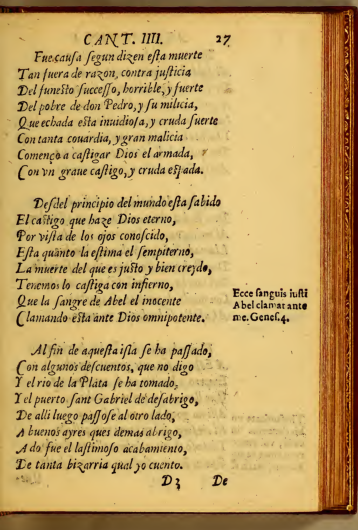 CANT. IIII. 27
Fue causa segun dizen esta muerte
Tan fuera de razon, contra justicia
Del funesto successo, horrible, y fuerte
Del pobre de don Pedro, y su milicia,
Que echada esta inuidiosa, y cruda suerte
Con tanta couardia, y gran malicia
Començo a castigar Dios el armada,
Con vn graue castigo, y cruda espada.
Desdel principio del mundo esta sabido
El castigo que haze Dios eterno,
Por vista de los ojos conoscido,
Esta quanto la estima el sempiterno,
La muerte del que es justo y bien creydo,
Tenemos lo castiga con infierno,
Que la sangre de Abel el inocente
Clamando esta ante Dios omnipotente.
Ecce sanguis iusti
Abel clamat ante
me. Genes. 4.
Al fin de aquesta isla se ha passado,
Con algunos descuentos, que no digo
Y el rio de la Plata se ha tomado,
Y el puerto sant Gabriel de desabrigo,
De alli luego passose al otro lado,
A buenos ayres ques demas abrigo,
A do fue el lastimoso acabamiento,
De tanta bizarria qual yo cuento.
D3 De